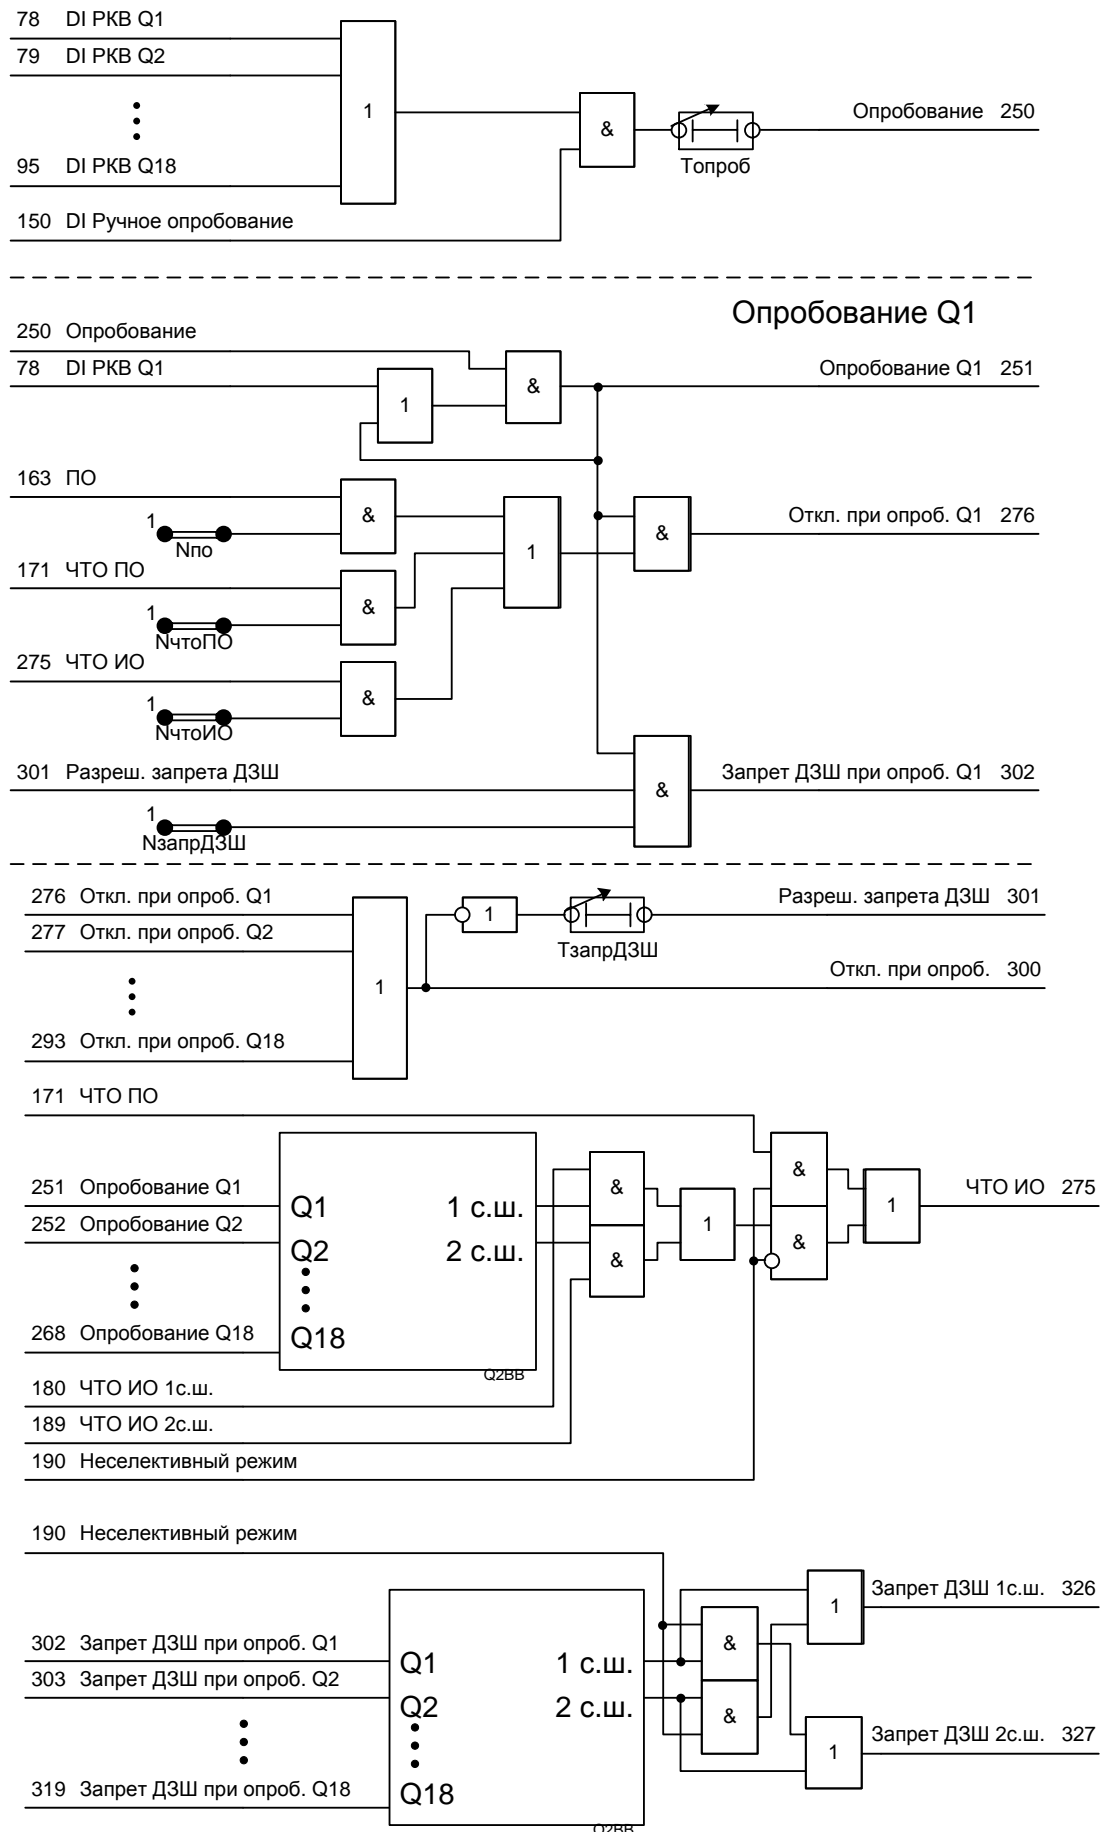 78 DI РКВ Q1
79 DI РКВ Q2
1
&
Опробование 250
95 DI РКВ Q18
Топроб
150 DI Ручное опробование
Опробование Q1
250 Опробование
78 DI РКВ Q1
&
Опробование Q1 251
1
163 ПО
1
Nпо
&
1
&
Откл. при опроб. Q1 276
171 ЧТО ПО
1
NчтоПО
&
275 ЧТО ИО
1
NчтоИО
&
301 Разреш. запрета ДЗШ
&
Запрет ДЗШ при опроб. Q1 302
1
NзапрДЗШ
276 Откл. при опроб. Q1
1
Разреш. запрета ДЗШ 301
277 Откл. при опроб. Q2
ТзапрДЗШ
1
Откл. при опроб. 300
293 Откл. при опроб. Q18
171 ЧТО ПО
251 Опробование Q1
Q1 1 с.ш.
&
&
1
ЧТО ИО 275
252 Опробование Q2
Q2 2 с.ш.
&
1
&
268 Опробование Q18
Q18
Q2BB
180 ЧТО ИО 1с.ш.
189 ЧТО ИО 2с.ш.
190 Неселективный режим
190 Неселективный режим
1
Запрет ДЗШ 1с.ш. 326
302 Запрет ДЗШ при опроб. Q1
Q1 1 с.ш.
&
303 Запрет ДЗШ при опроб. Q2
Q2 2 с.ш.
&
1
Запрет ДЗШ 2с.ш. 327
319 Запрет ДЗШ при опроб. Q18
Q18
Q2BB